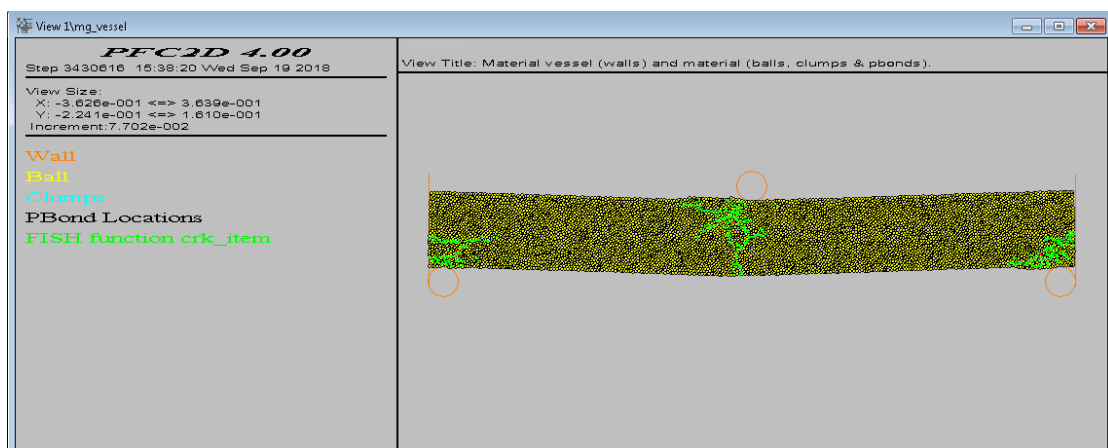 View 1\mg_vessel
PFC2D 4.00
Step 3430616 15:38:20 Wed Sep 19 2018
View Size:
X: -3.626e-001 <=> 3.639e-001
Y: -2.241e-001 <=> 1.610e-001
Increment:7.702e-002
Wall
Ball
Clumps
PBond Locations
FISH function crk_item
View Title: Material vessel (walls) and material (balls, clumps & pbonds).